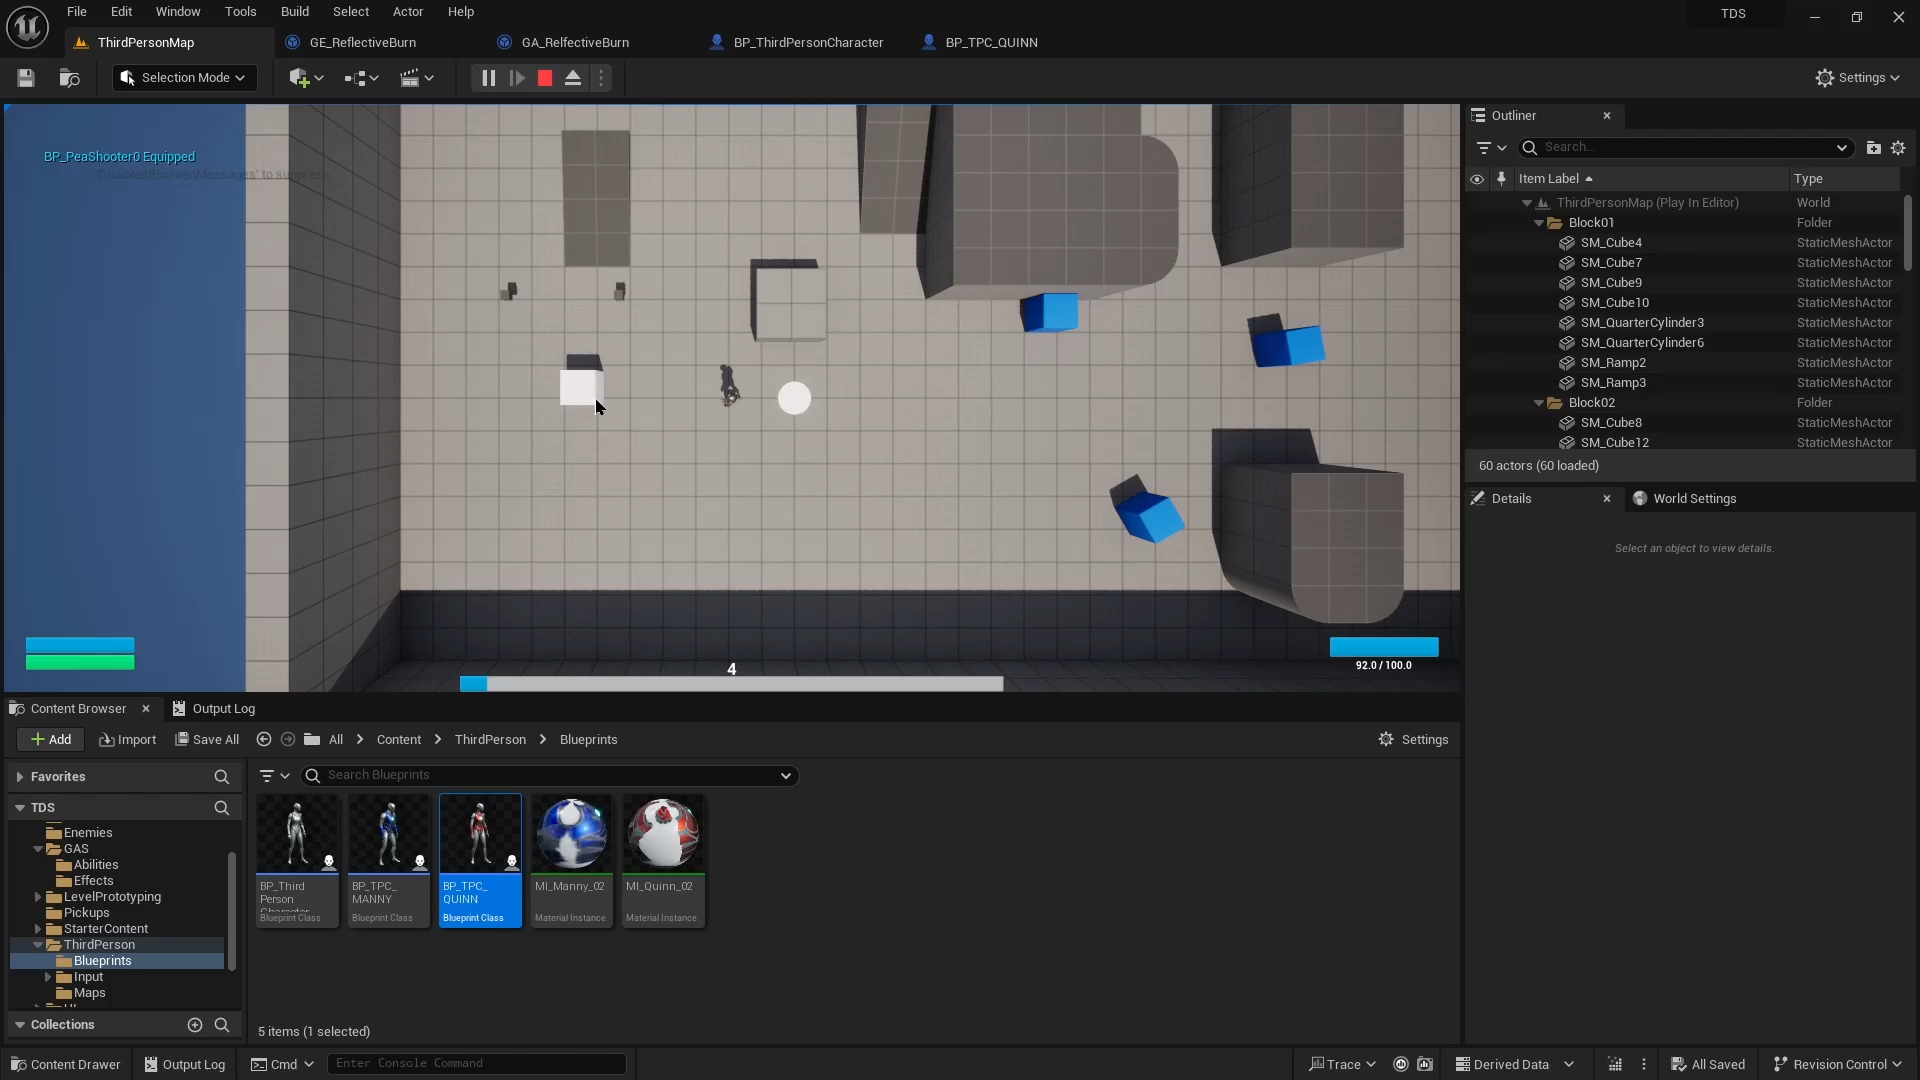 File Edit Window Tools Build Select Actor Help
TDS
ThirdPersonMap GE_ReflectiveBurn GA_RelfectiveBurn BP_ThirdPersonCharacter BP_TPC_QUINN
Selection Mode
Settings
BP_PeaShooter0 Equipped
'DisableAllScreenMessages' to suppress
4
92.0 / 100.0
Outliner
Search...
Item Label Type
ThirdPersonMap (Play In Editor) World
Block01 Folder
SM_Cube4 StaticMeshActor
SM_Cube7 StaticMeshActor
SM_Cube9 StaticMeshActor
SM_Cube10 StaticMeshActor
SM_QuarterCylinder3 StaticMeshActor
SM_QuarterCylinder6 StaticMeshActor
SM_Ramp2 StaticMeshActor
SM_Ramp3 StaticMeshActor
Block02 Folder
SM_Cube8 StaticMeshActor
SM_Cube12 StaticMeshActor
60 actors (60 loaded)
Details World Settings
Select an object to view details.
Content Browser Output Log
Add Import Save All All Content ThirdPerson Blueprints Settings
Favorites
Search Blueprints
TDS
Enemies
GAS
Abilities
Effects
LevelPrototyping
Pickups
StarterContent
ThirdPerson
Blueprints
Input
Maps
Collections
BP_Third
Person
Character
Blueprint Class
BP_TPC_
MANNY
Blueprint Class
BP_TPC_
QUINN
Blueprint Class
MI_Manny_02
Material Instance
MI_Quinn_02
Material Instance
5 items (1 selected)
Content Drawer Output Log Cmd Enter Console Command Trace Derived Data All Saved Revision Control